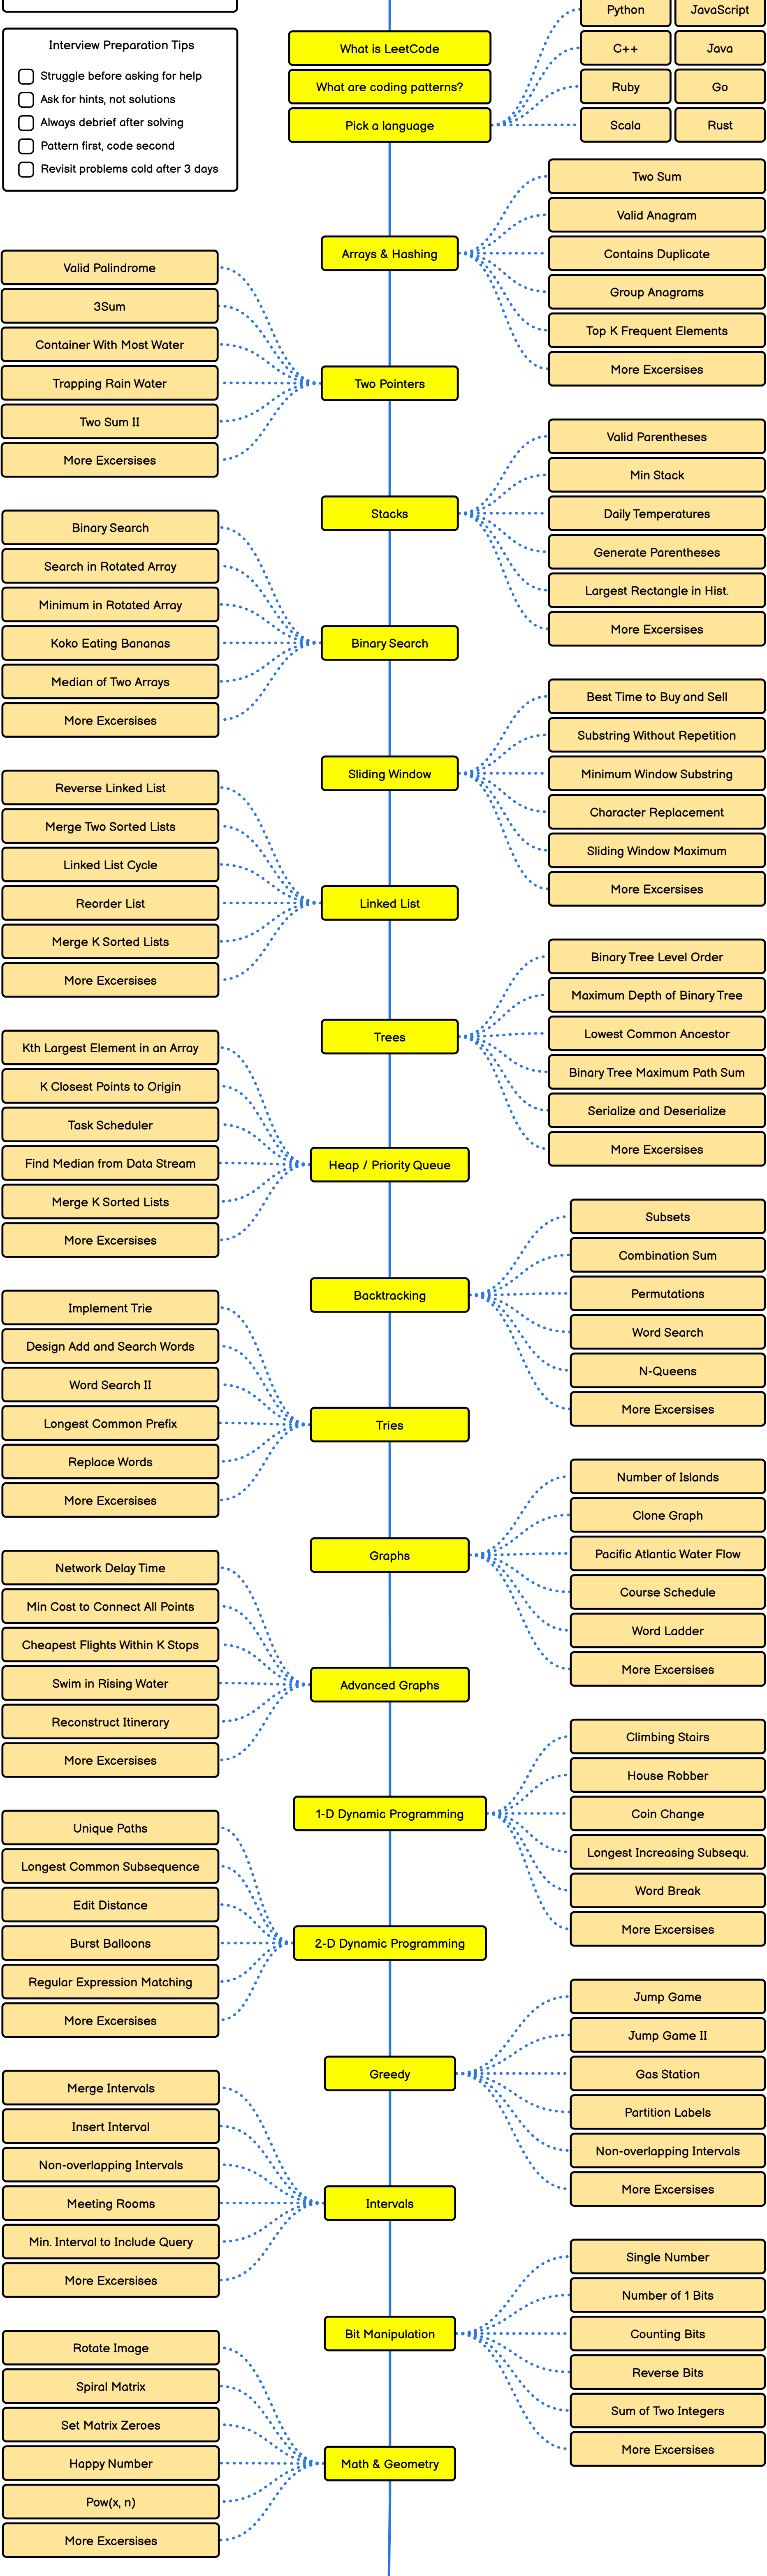 Python
JavaScript
Interview Preparation Tips
Struggle before asking for help
Ask for hints, not solutions
Always debrief after solving
Pattern first, code second
Revisit problems cold after 3 days
What is LeetCode
What are coding patterns?
Pick a language
C++
Java
Ruby
Go
Scala
Rust
Arrays & Hashing
Two Sum
Valid Anagram
Contains Duplicate
Group Anagrams
Top K Frequent Elements
More Excersises
Valid Palindrome
3Sum
Container With Most Water
Trapping Rain Water
Two Sum II
More Excersises
Two Pointers
Stacks
Valid Parentheses
Min Stack
Daily Temperatures
Generate Parentheses
Largest Rectangle in Hist.
More Excersises
Binary Search
Search in Rotated Array
Minimum in Rotated Array
Koko Eating Bananas
Median of Two Arrays
More Excersises
Binary Search
Sliding Window
Best Time to Buy and Sell
Substring Without Repetition
Minimum Window Substring
Character Replacement
Sliding Window Maximum
More Excersises
Reverse Linked List
Merge Two Sorted Lists
Linked List Cycle
Reorder List
Merge K Sorted Lists
More Excersises
Linked List
Trees
Binary Tree Level Order
Maximum Depth of Binary Tree
Lowest Common Ancestor
Binary Tree Maximum Path Sum
Serialize and Deserialize
More Excersises
Kth Largest Element in an Array
K Closest Points to Origin
Task Scheduler
Find Median from Data Stream
Merge K Sorted Lists
More Excersises
Heap / Priority Queue
Backtracking
Subsets
Combination Sum
Permutations
Word Search
N-Queens
More Excersises
Implement Trie
Design Add and Search Words
Word Search II
Longest Common Prefix
Replace Words
More Excersises
Tries
Graphs
Number of Islands
Clone Graph
Pacific Atlantic Water Flow
Course Schedule
Word Ladder
More Excersises
Network Delay Time
Min Cost to Connect All Points
Cheapest Flights Within K Stops
Swim in Rising Water
Reconstruct Itinerary
More Excersises
Advanced Graphs
1-D Dynamic Programming
Climbing Stairs
House Robber
Coin Change
Longest Increasing Subsequ.
Word Break
More Excersises
Unique Paths
Longest Common Subsequence
Edit Distance
Burst Balloons
Regular Expression Matching
More Excersises
2-D Dynamic Programming
Greedy
Jump Game
Jump Game II
Gas Station
Partition Labels
Non-overlapping Intervals
More Excersises
Merge Intervals
Insert Interval
Non-overlapping Intervals
Meeting Rooms
Min. Interval to Include Query
More Excersises
Intervals
Bit Manipulation
Single Number
Number of 1 Bits
Counting Bits
Reverse Bits
Sum of Two Integers
More Excersises
Rotate Image
Spiral Matrix
Set Matrix Zeroes
Happy Number
Pow(x, n)
More Excersises
Math & Geometry